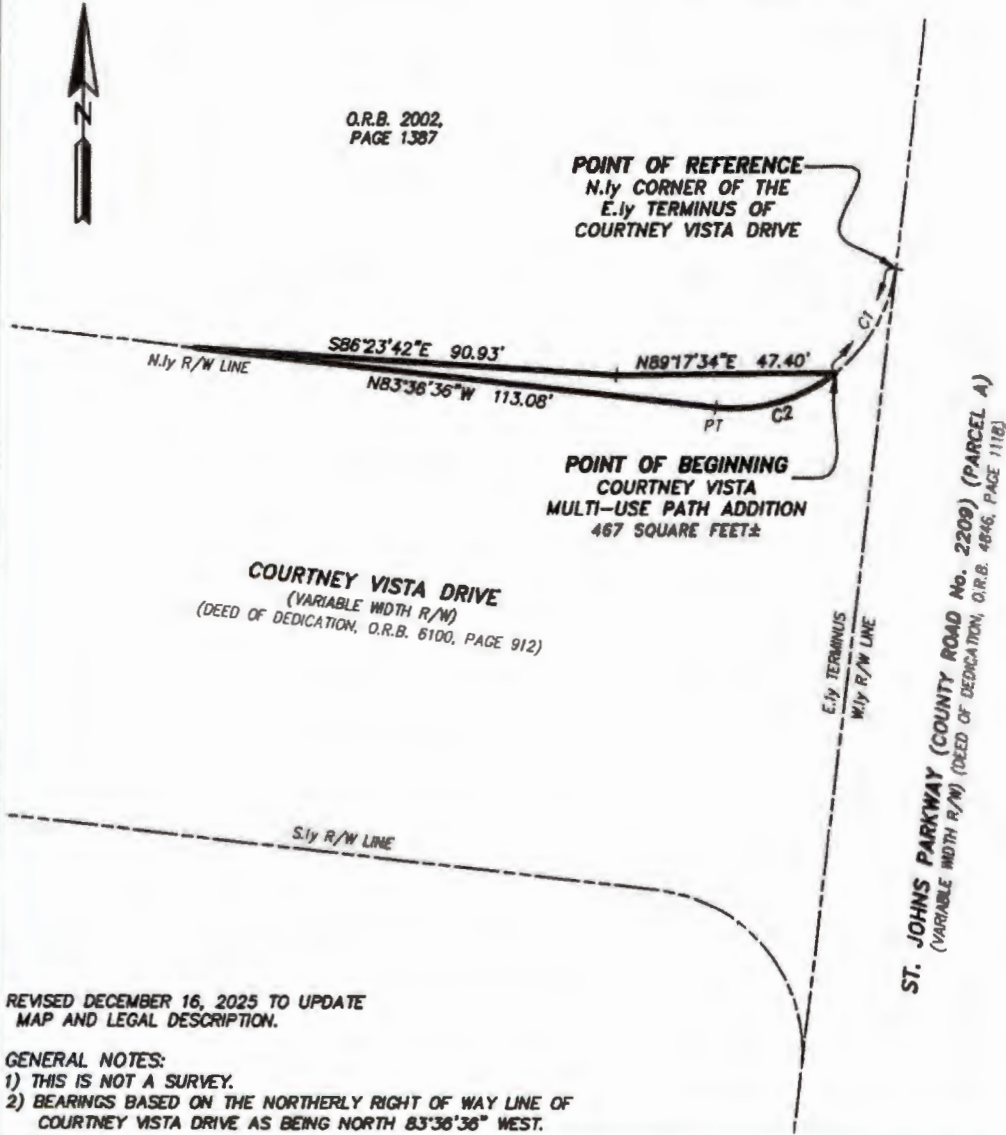 N
O.R.B. 2002,
PAGE 1387
POINT OF REFERENCE
N.ly CORNER OF THE
E.ly TERMINUS OF
COURTNEY VISTA DRIVE
C1
S86°23'42"E 90.93'
N89°17'34"E 47.40'
N.ly R/W LINE
N83°36'36"W 113.08'
PT
C2
POINT OF BEGINNING
COURTNEY VISTA
MULTI-USE PATH ADDITION
467 SQUARE FEET±
COURTNEY VISTA DRIVE
(VARIABLE WIDTH R/W)
(DEED OF DEDICATION, O.R.B. 6100, PAGE 912)
E.ly TERMINUS
W.ly R/W LINE
ST. JOHNS PARKWAY (COUNTY ROAD No. 2209) (PARCEL A)
(VARIABLE WIDTH R/W) (DEED OF DEDICATION, O.R.B. 4846, PAGE 1118)
S.ly R/W LINE
REVISED DECEMBER 16, 2025 TO UPDATE
MAP AND LEGAL DESCRIPTION.
GENERAL NOTES:
1) THIS IS NOT A SURVEY.
2) BEARINGS BASED ON THE NORTHERLY RIGHT OF WAY LINE OF
COURTNEY VISTA DRIVE AS BEING NORTH 83°36'36" WEST.